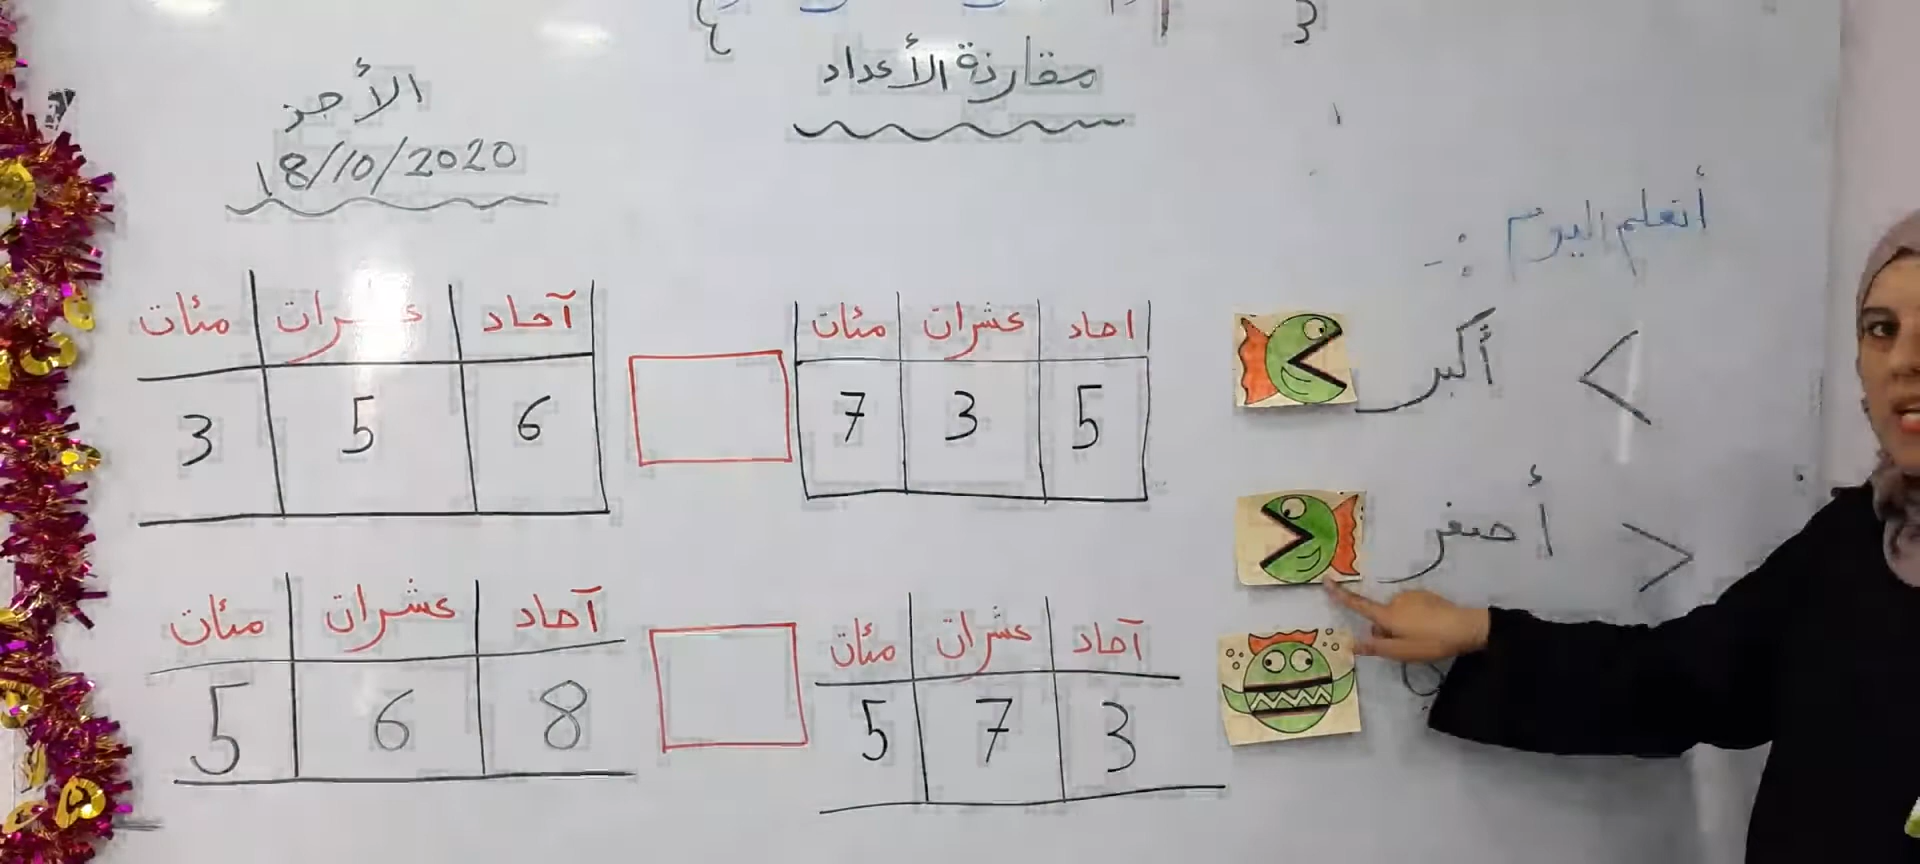 مقارنة الأعداد
الأحد
18/10/2020
أتعلم اليوم :-
مئات عشرات آحاد
3 5 6
مئات عشرات احاد
7 3 5
أكبر <
أصغر >
مئات عشرات آحاد
5 6 8
مئات عشرات آحاد
5 7 3